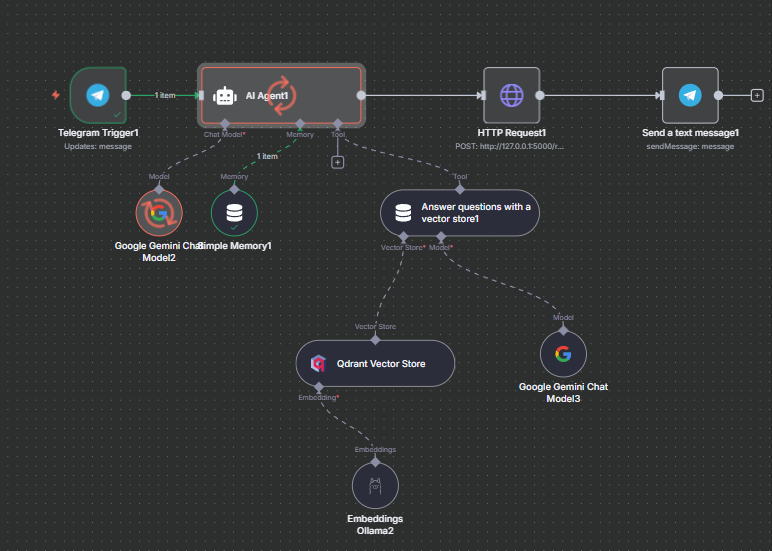 1 item
AI Agent1
Telegram Trigger1
Updates: message
HTTP Request1
POST: http://127.0.0.1:5000/r...
Send a text message1
sendMessage: message
Chat Model*
Memory
Tool
1 item
Model
Memory
Tool
Google Gemini Chat
Model2
Simple Memory1
Answer questions with a
vector store1
Vector Store*
Model*
Vector Store
Qdrant Vector Store
Embedding*
Model
Google Gemini Chat
Model3
Embeddings
Embeddings
Ollama2